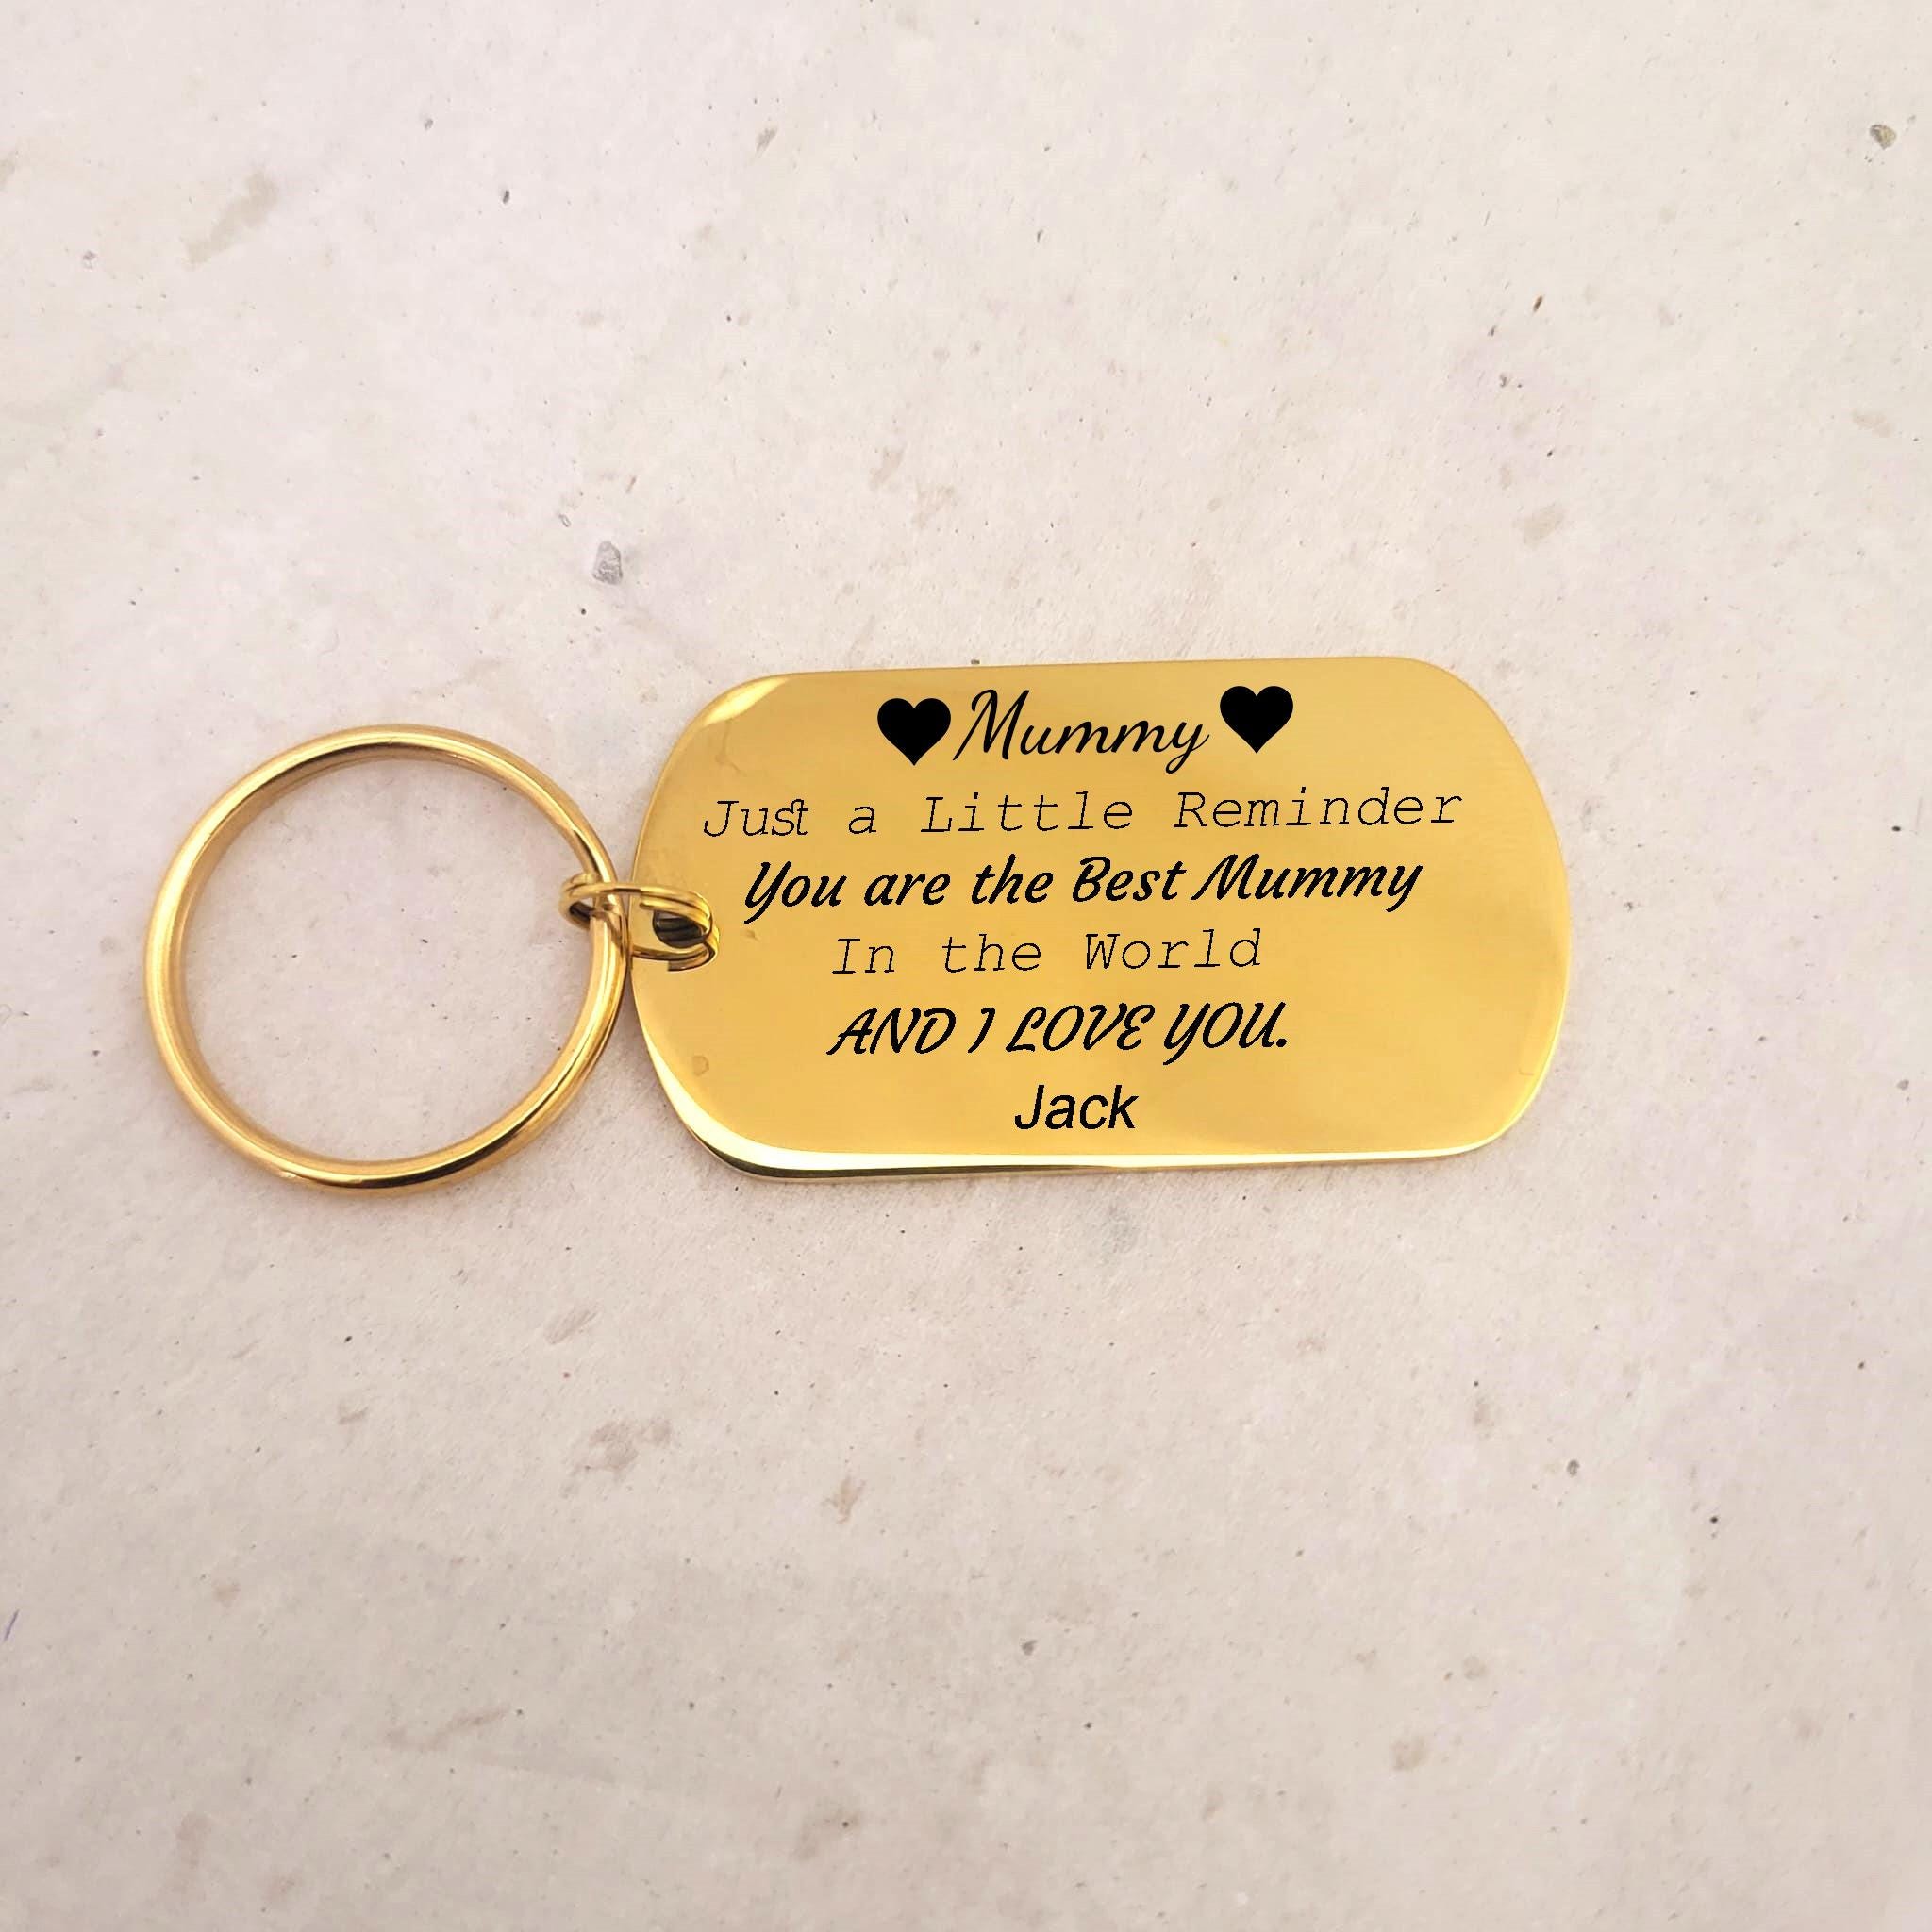 Mummy
Just a Little Reminder
You are the Best Mummy
In the World
AND I LOVE YOU.
Jack